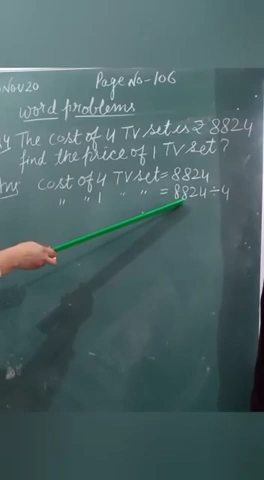 Nov20 Page No-106
Word problems
The cost of 4 TV set is ₹ 8824
find the price of 1 TV set?
Ans Cost of 4 TV set = 8824
" " 1 " " = 8824 ÷ 4